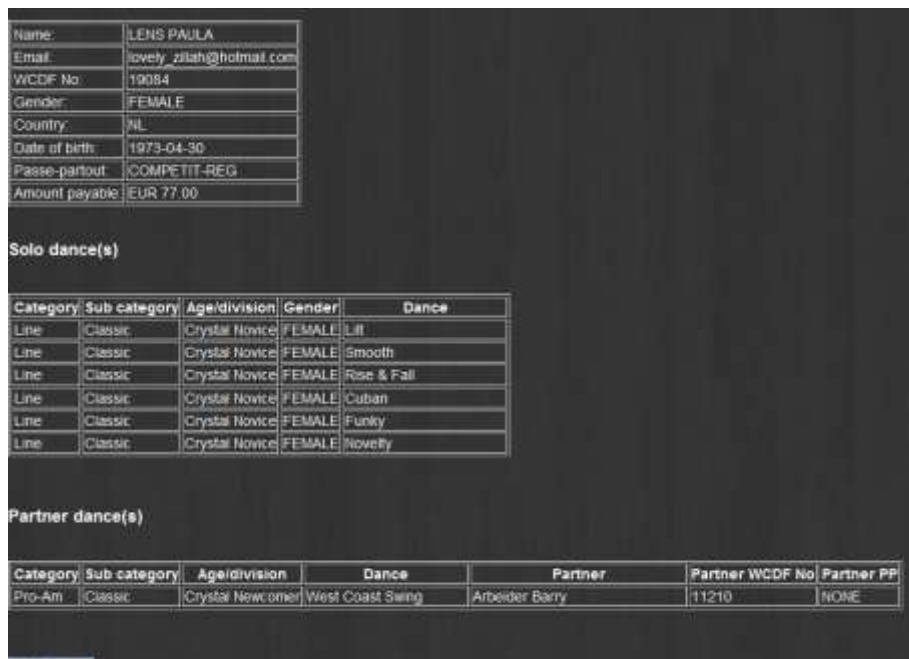 Name: LENS PAULA
Email: lovely_zillah@hotmail.com
WCDF No: 19084
Gender: FEMALE
Country: NL
Date of birth: 1973-04-30
Passe-partout: COMPETIT-REG
Amount payable: EUR 77.00
Solo dance(s)
Category Sub category Age/division Gender Dance
Line Classic Crystal Novice FEMALE Lilt
Line Classic Crystal Novice FEMALE Smooth
Line Classic Crystal Novice FEMALE Rise & Fall
Line Classic Crystal Novice FEMALE Cuban
Line Classic Crystal Novice FEMALE Funky
Line Classic Crystal Novice FEMALE Novelty
Partner dance(s)
Category Sub category Age/division Dance Partner Partner WCDF No Partner PP
Pro-Am Classic Crystal Newcomer West Coast Swing Arbeider Barry 11210 NONE